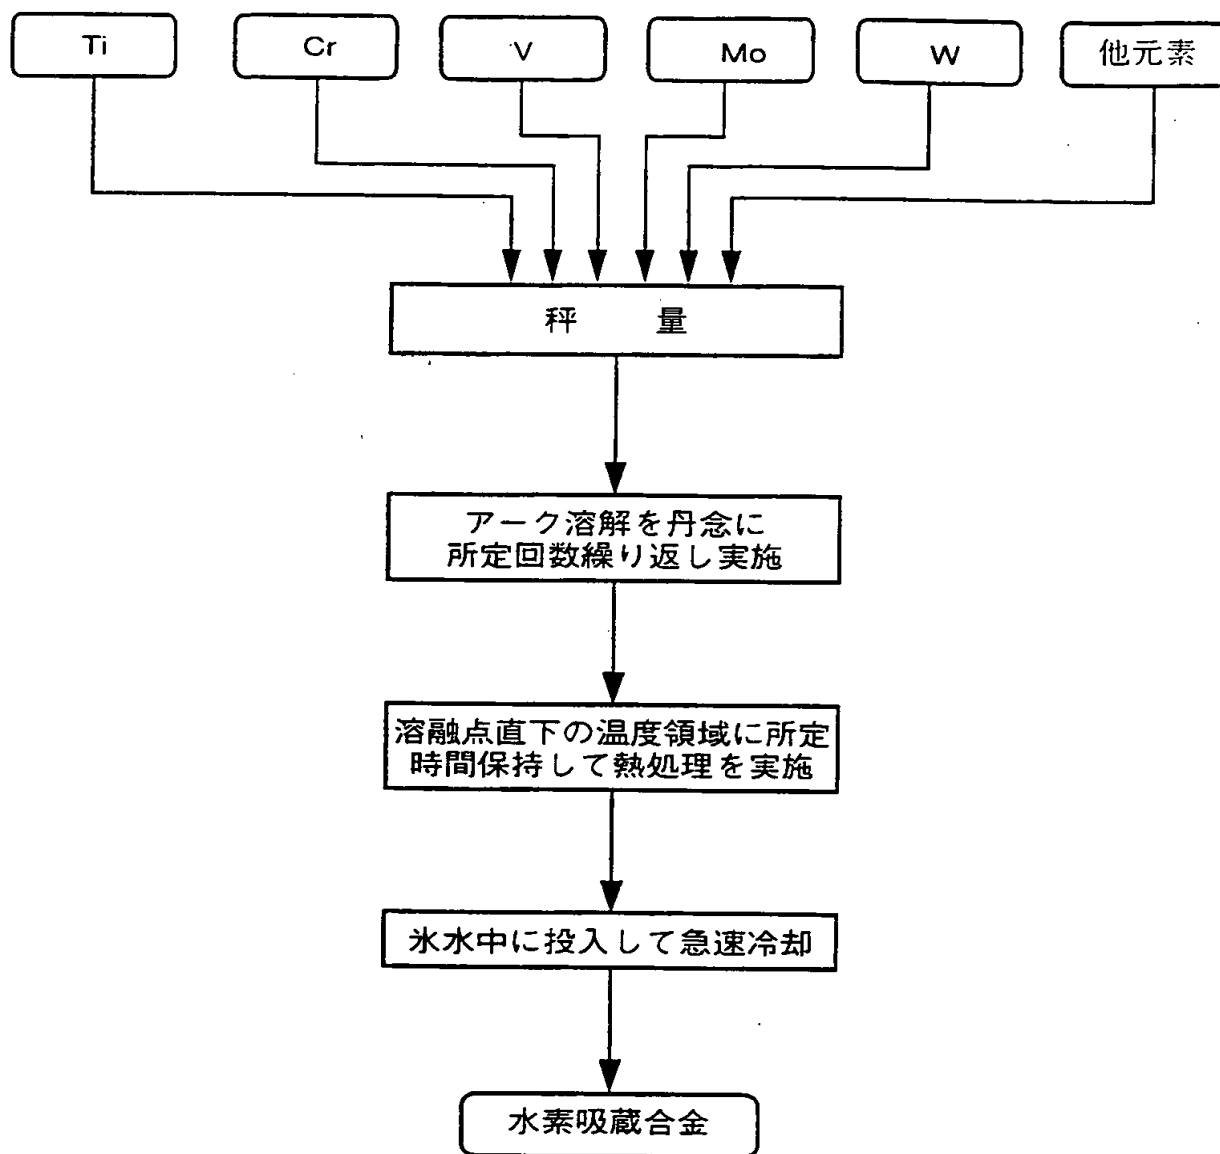 Ti
Cr
V
Mo
W
他元素
秤 量
アーク溶解を丹念に
所定回数繰り返し実施
溶融点直下の温度領域に所定
時間保持して熱処理を実施
氷水中に投入して急速冷却
水素吸蔵合金